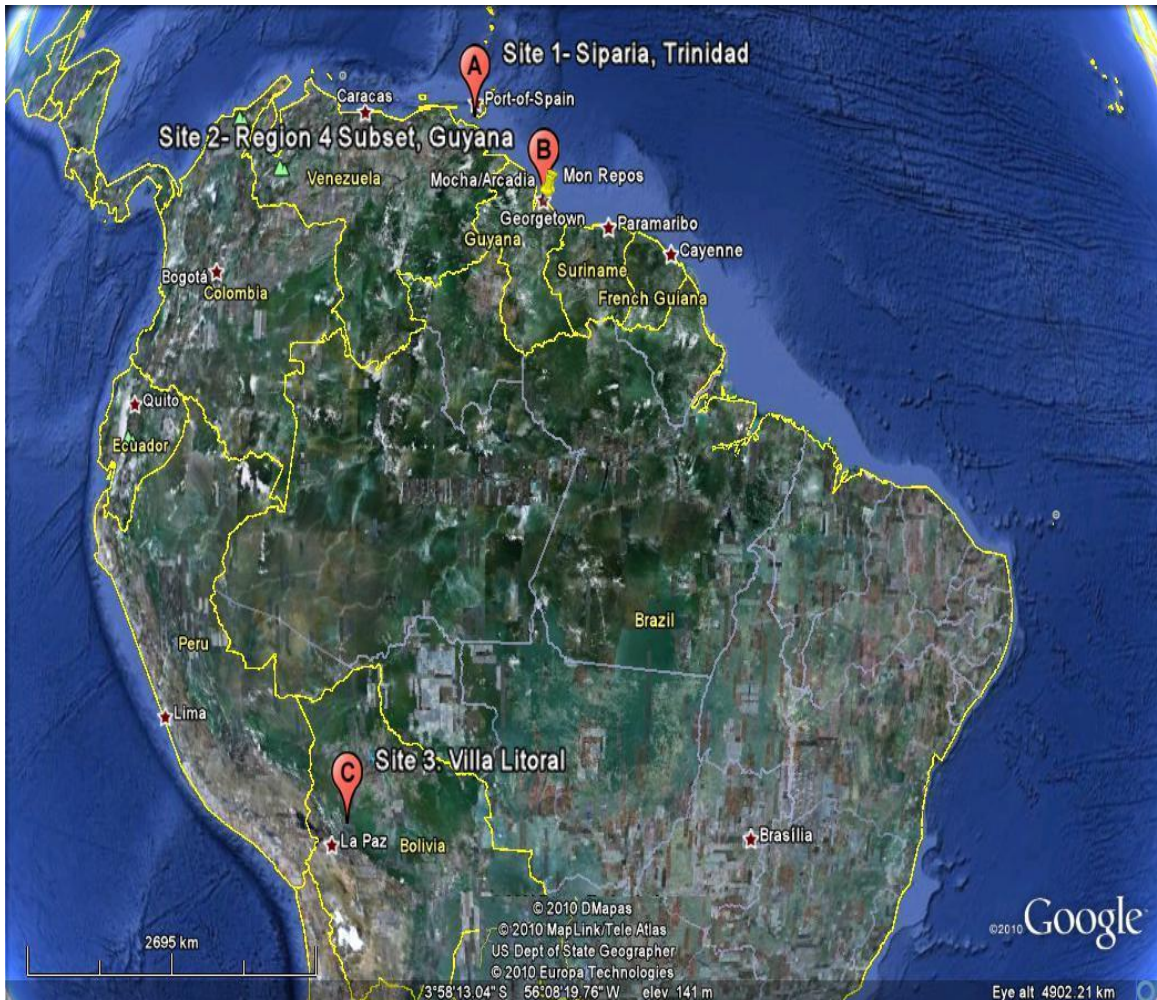 Site 1- Siparia, Trinidad
A
Port-of-Spain
Caracas
Site 2- Region 4 Subset, Guyana
B
Venezuela
Mocha/Arcadia
Mon Repos
Georgetown
Paramaribo
Guyana
Cayenne
Suriname
Bogotá
Colombia
French Guiana
Quito
Ecuador
Brazil
Peru
Lima
Site 3. Villa Litoral
C
La Paz
Bolivia
Brasília
© 2010 DMapas
© 2010 MapLink/Tele Atlas
US Dept of State Geographer
© 2010 Europa Technologies
©2010 Google
2695 km
3°58'13.04" S 56°08'19.76" W elev 141 m
Eye alt 4902.21 km